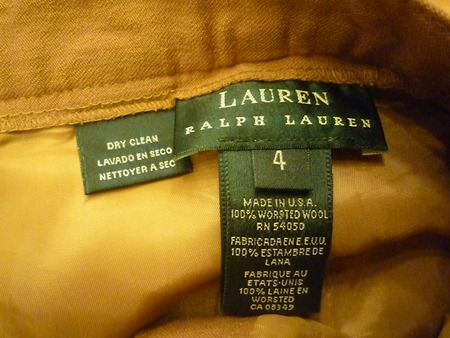 LAUREN
RALPH LAUREN
DRY CLEAN
LAVADO EN SECO
NETTOYER A SEC
4
MADE IN U.S.A.
100% WORSTED WOOL
RN 54050
FABRICADA EN E.E.U.U.
100% ESTAMBRE DE
LANA
FABRIQUE AU
ETATS-UNIS
100% LAINE EN
WORSTED
CA 08349